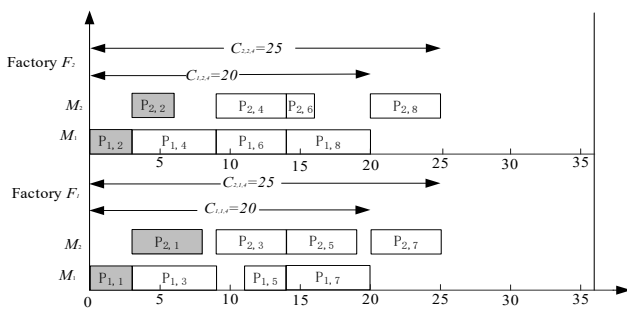 C2,2,4=25
Factory F2
C1,2,4=20
M2 P2, 2 P2, 4 P2, 6 P2, 8
M1 P1, 2 P1, 4 P1, 6 P1, 8
5 10 15 20 25 30 35
C2,1,4=25
Factory F1
C1,1,4=20
M2 P2, 1 P2, 3 P2, 5 P2, 7
M1 P1, 1 P1, 3 P1, 5 P1, 7
0 5 10 15 20 25 30 35